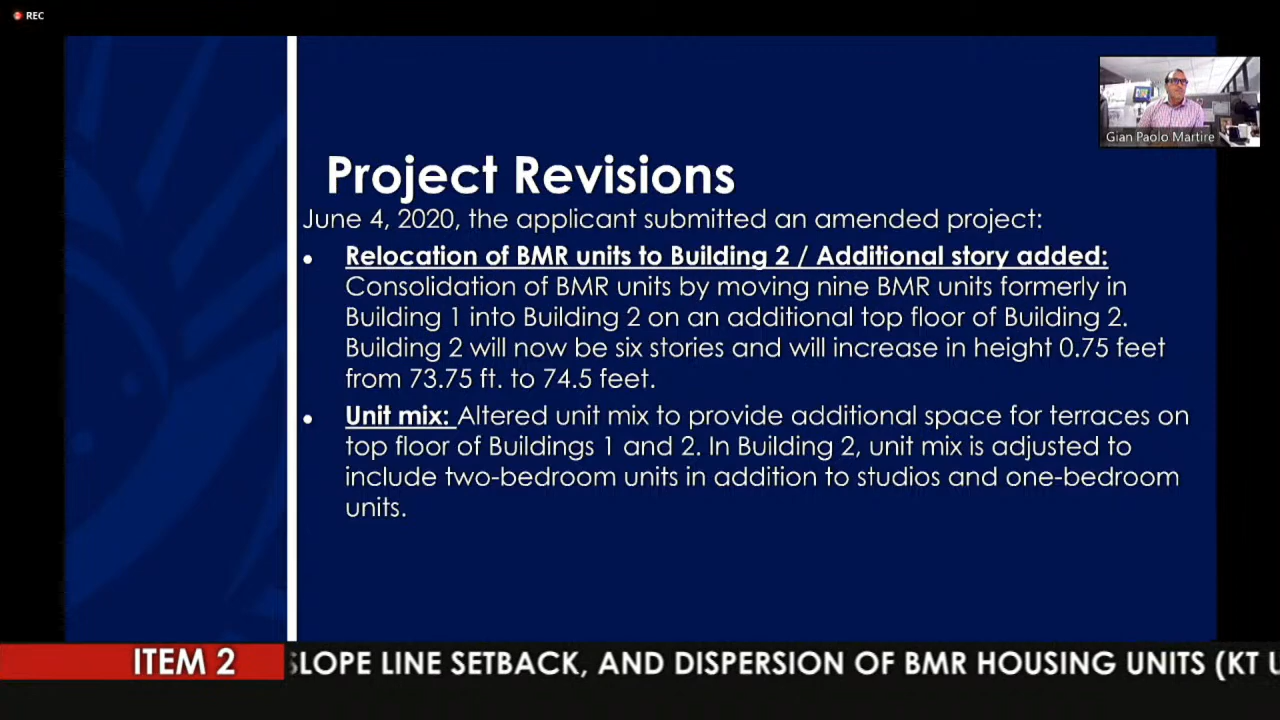 REC
Gian Paolo Martire
Project Revisions
June 4, 2020, the applicant submitted an amended project:
• Relocation of BMR units to Building 2 / Additional story added:
Consolidation of BMR units by moving nine BMR units formerly in
Building 1 into Building 2 on an additional top floor of Building 2.
Building 2 will now be six stories and will increase in height 0.75 feet
from 73.75 ft. to 74.5 feet.
• Unit mix: Altered unit mix to provide additional space for terraces on
top floor of Buildings 1 and 2. In Building 2, unit mix is adjusted to
include two-bedroom units in addition to studios and one-bedroom
units.
ITEM 2 SLOPE LINE SETBACK, AND DISPERSION OF BMR HOUSING UNITS (KT U